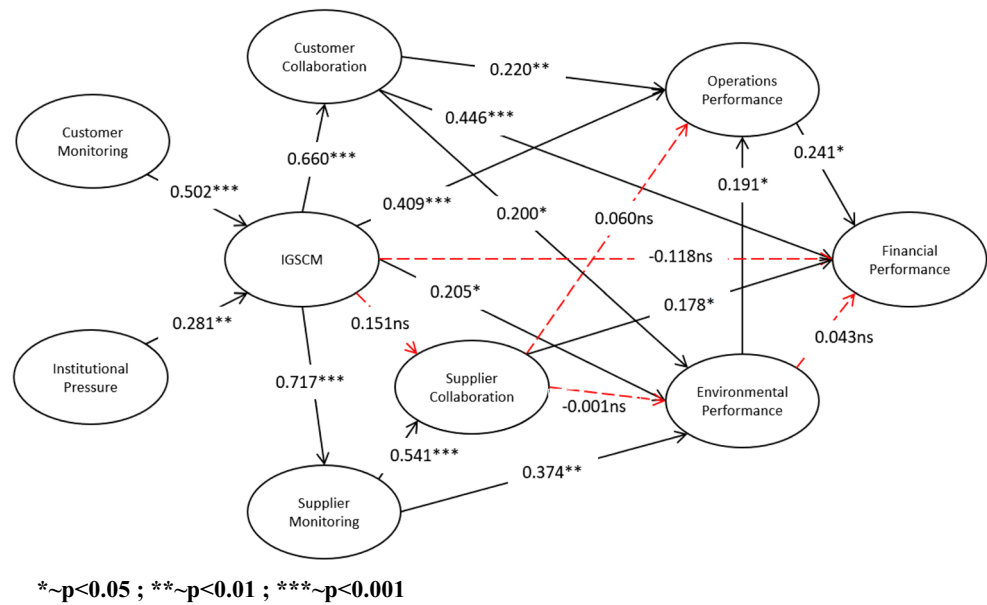 Customer
Collaboration
0.220**
Operations
Performance
Customer
Monitoring
0.446***
0.660***
0.241*
0.502***
0.409***
0.200*
0.191*
0.060ns
IGSCM
-0.118ns
Financial
Performance
0.205*
0.178*
0.281**
0.151ns
0.043ns
Institutional
Pressure
0.717***
Supplier
Collaboration
-0.001ns
Environmental
Performance
0.541***
0.374**
Supplier
Monitoring
*~p<0.05 ; **~p<0.01 ; ***~p<0.001